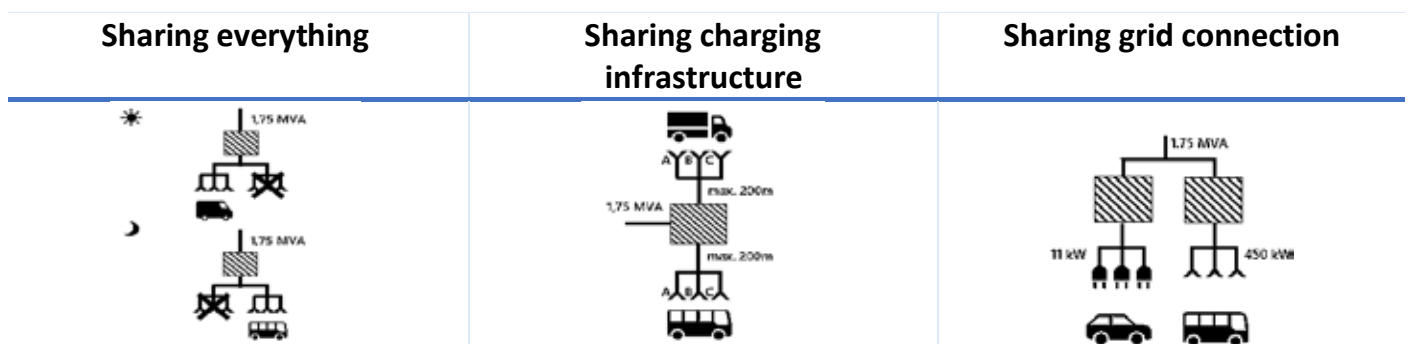 Sharing everything
Sharing charging
infrastructure
Sharing grid connection
1,75 MVA
1,75 MVA
A B C
max. 200m
1,75 MVA
max. 200m
A B C
1.75 MVA
11 kW
450 kW